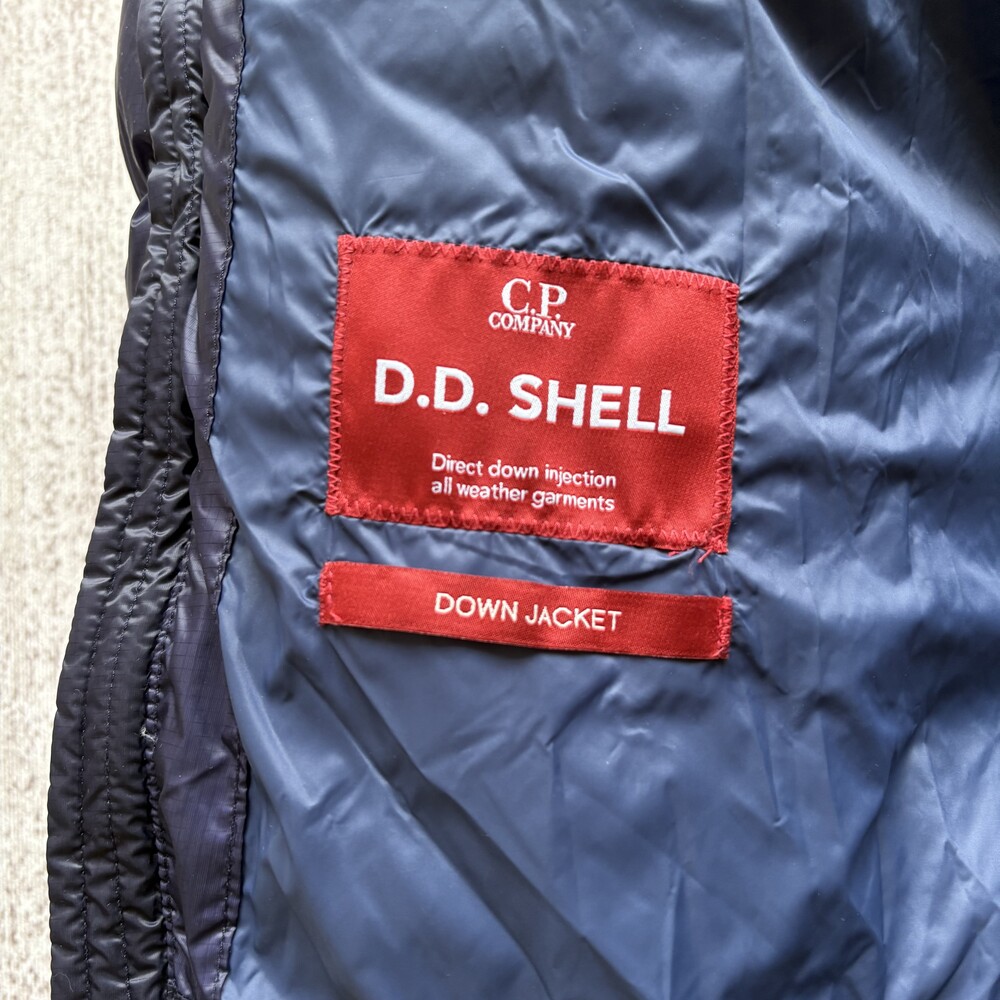 C.P.
COMPANY
D.D. SHELL
Direct down injection
all weather garments
DOWN JACKET